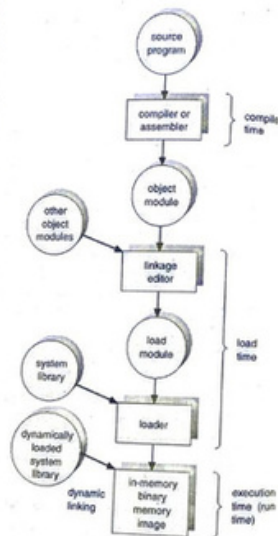 source
program
compiler or
assembler
compile
time
object
module
other
object
modules
linkage
editor
load
module
load
time
system
library
loader
dynamically
loaded
system
library
dynamic
linking
in-memory
binary
memory
image
execution
time (run
time)